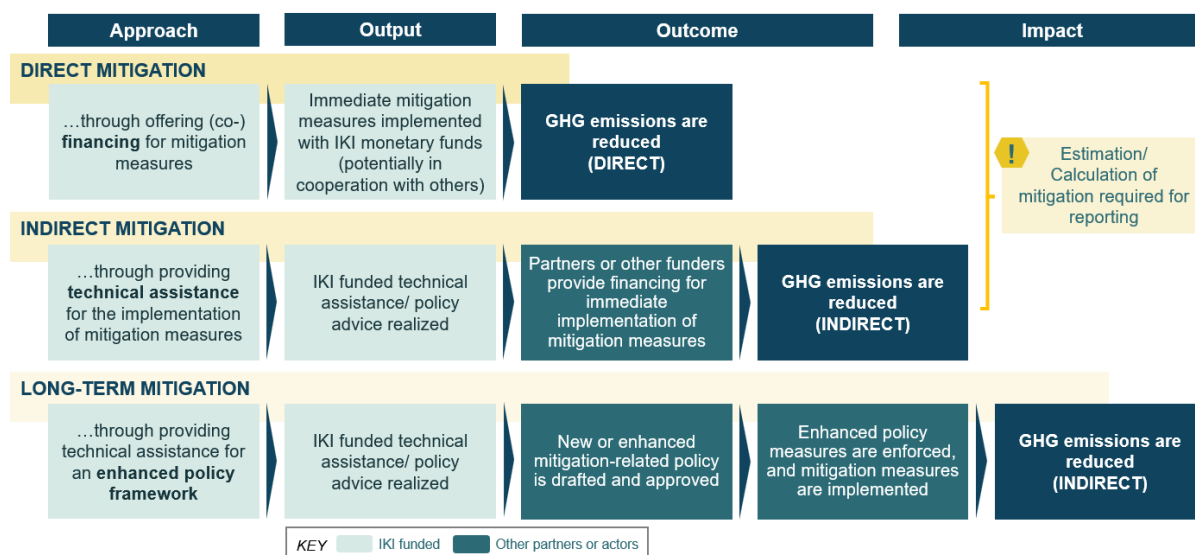 Approach
Output
Outcome
Impact
DIRECT MITIGATION
…through offering (co-)
financing for mitigation
measures
Immediate mitigation
measures implemented
with IKI monetary funds
(potentially in
cooperation with others)
GHG emissions are
reduced
(DIRECT)
!
Estimation/
Calculation of
mitigation required for
reporting
INDIRECT MITIGATION
…through providing
technical assistance
for the implementation
of mitigation measures
IKI funded technical
assistance/ policy
advice realized
Partners or other funders
provide financing for
immediate
implementation of
mitigation measures
GHG emissions are
reduced
(INDIRECT)
LONG-TERM MITIGATION
…through providing
technical assistance for
an enhanced policy
framework
IKI funded technical
assistance/ policy
advice realized
New or enhanced
mitigation-related policy
is drafted and approved
Enhanced policy
measures are enforced,
and mitigation measures
are implemented
GHG emissions are
reduced
(INDIRECT)
KEY IKI funded Other partners or actors